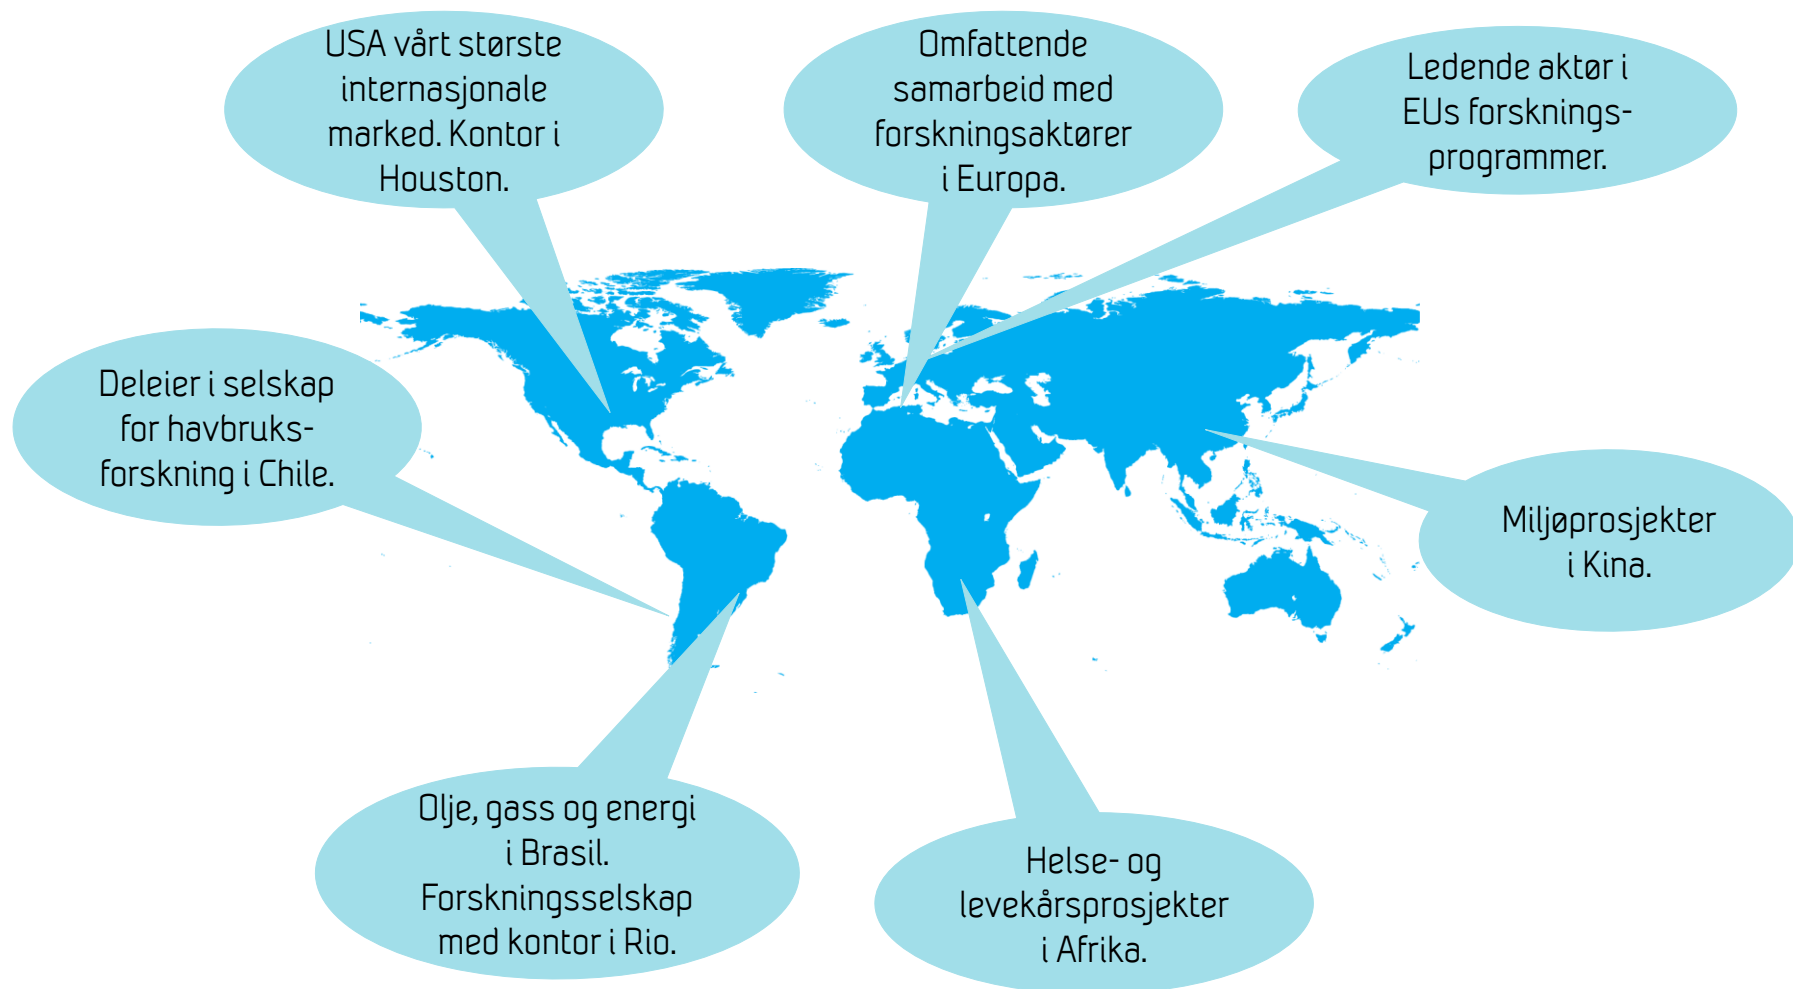 USA vårt største
internasjonale
marked. Kontor i
Houston.
Omfattende
samarbeid med
forskningsaktører
i Europa.
Ledende aktør i
EUs forsknings-
programmer.
Deleier i selskap
for havbruks-
forskning i Chile.
Miljøprosjekter
i Kina.
Olje, gass og energi
i Brasil.
Forskningsselskap
med kontor i Rio.
Helse- og
levekårsprosjekter
i Afrika.